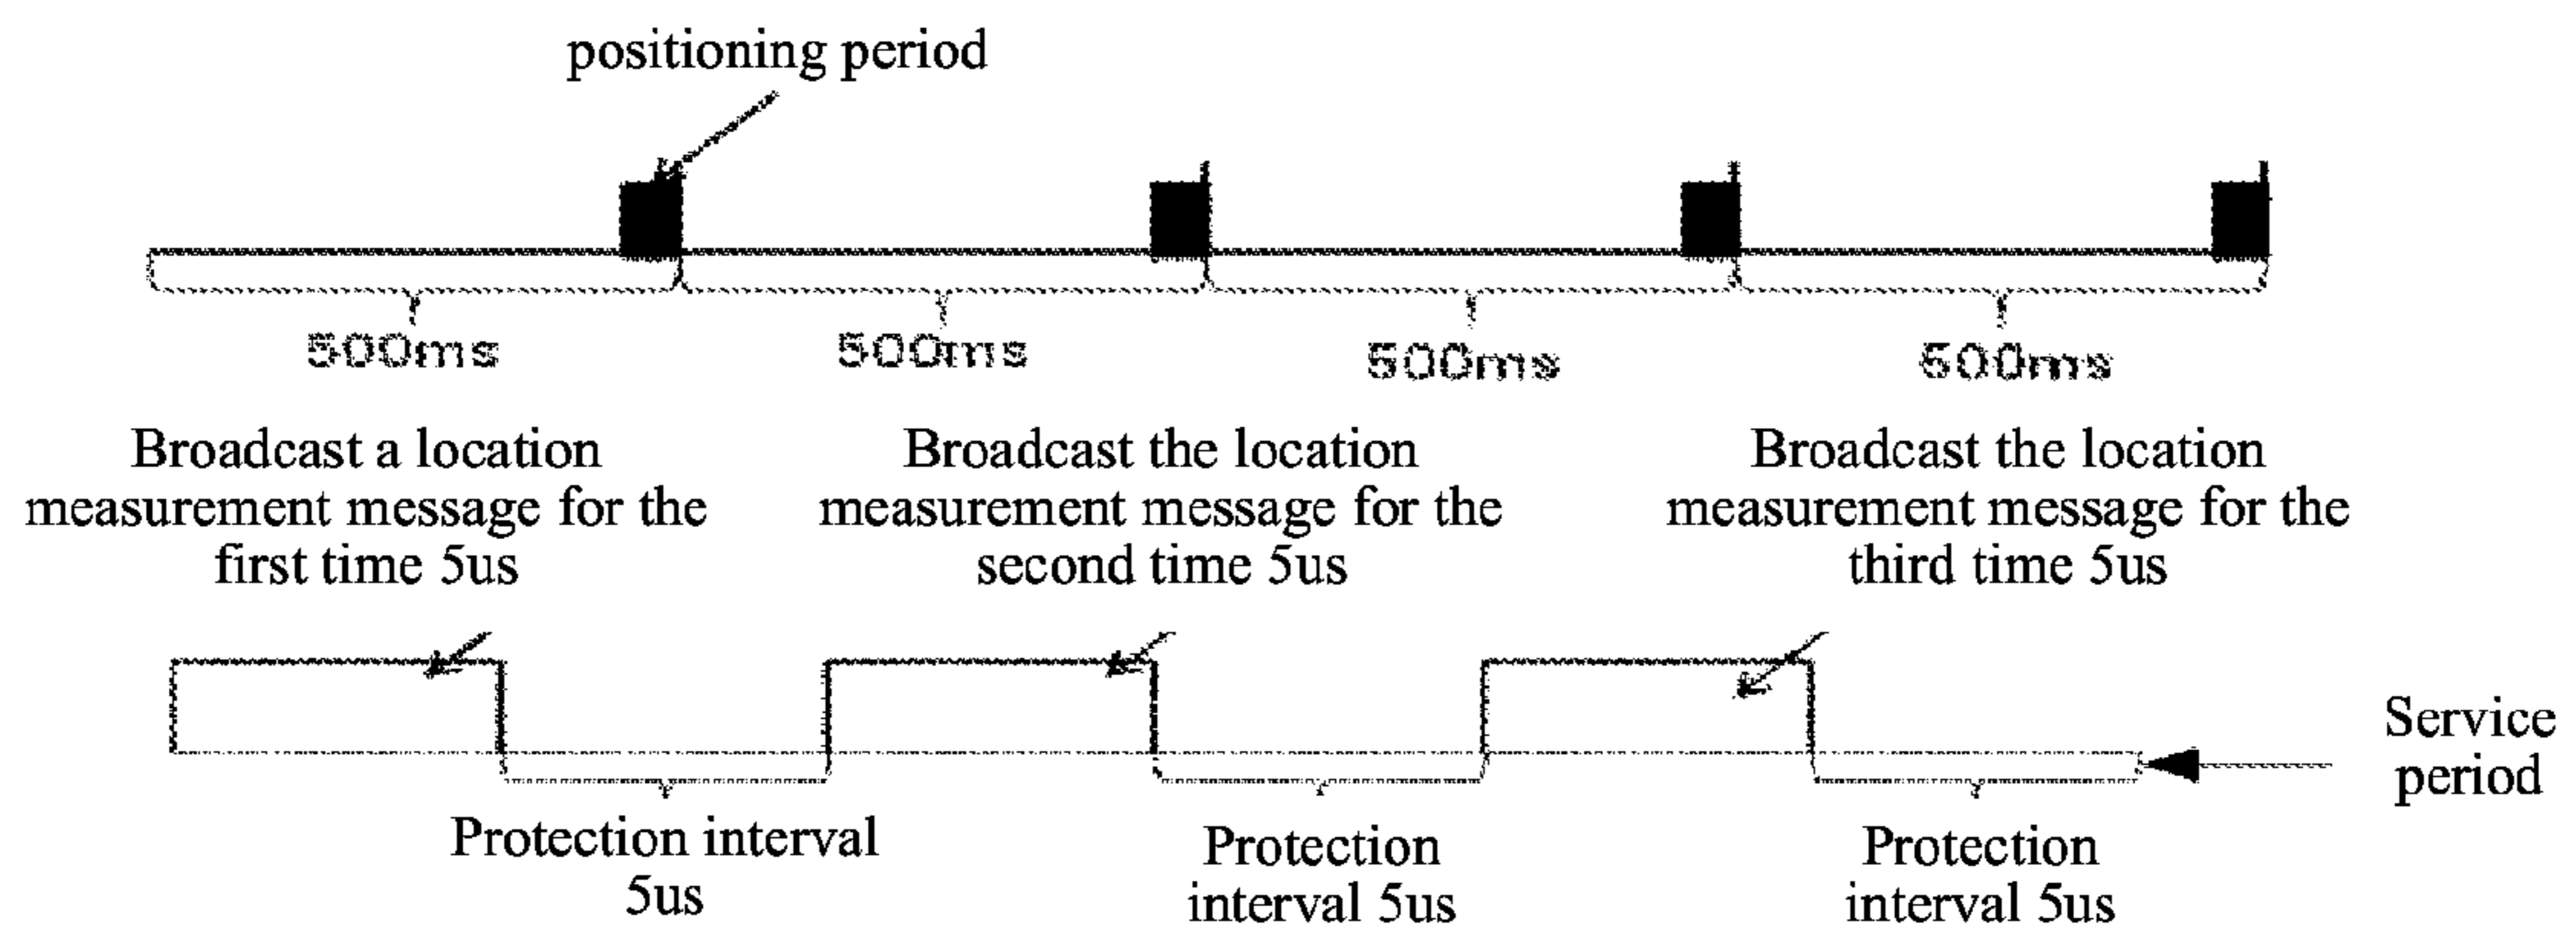 positioning period
500ms
500ms
500ms
500ms
Broadcast a location
measurement message for the
first time 5us
Broadcast the location
measurement message for the
second time 5us
Broadcast the location
measurement message for the
third time 5us
Service
period
Protection interval
5us
Protection
interval 5us
Protection
interval 5us